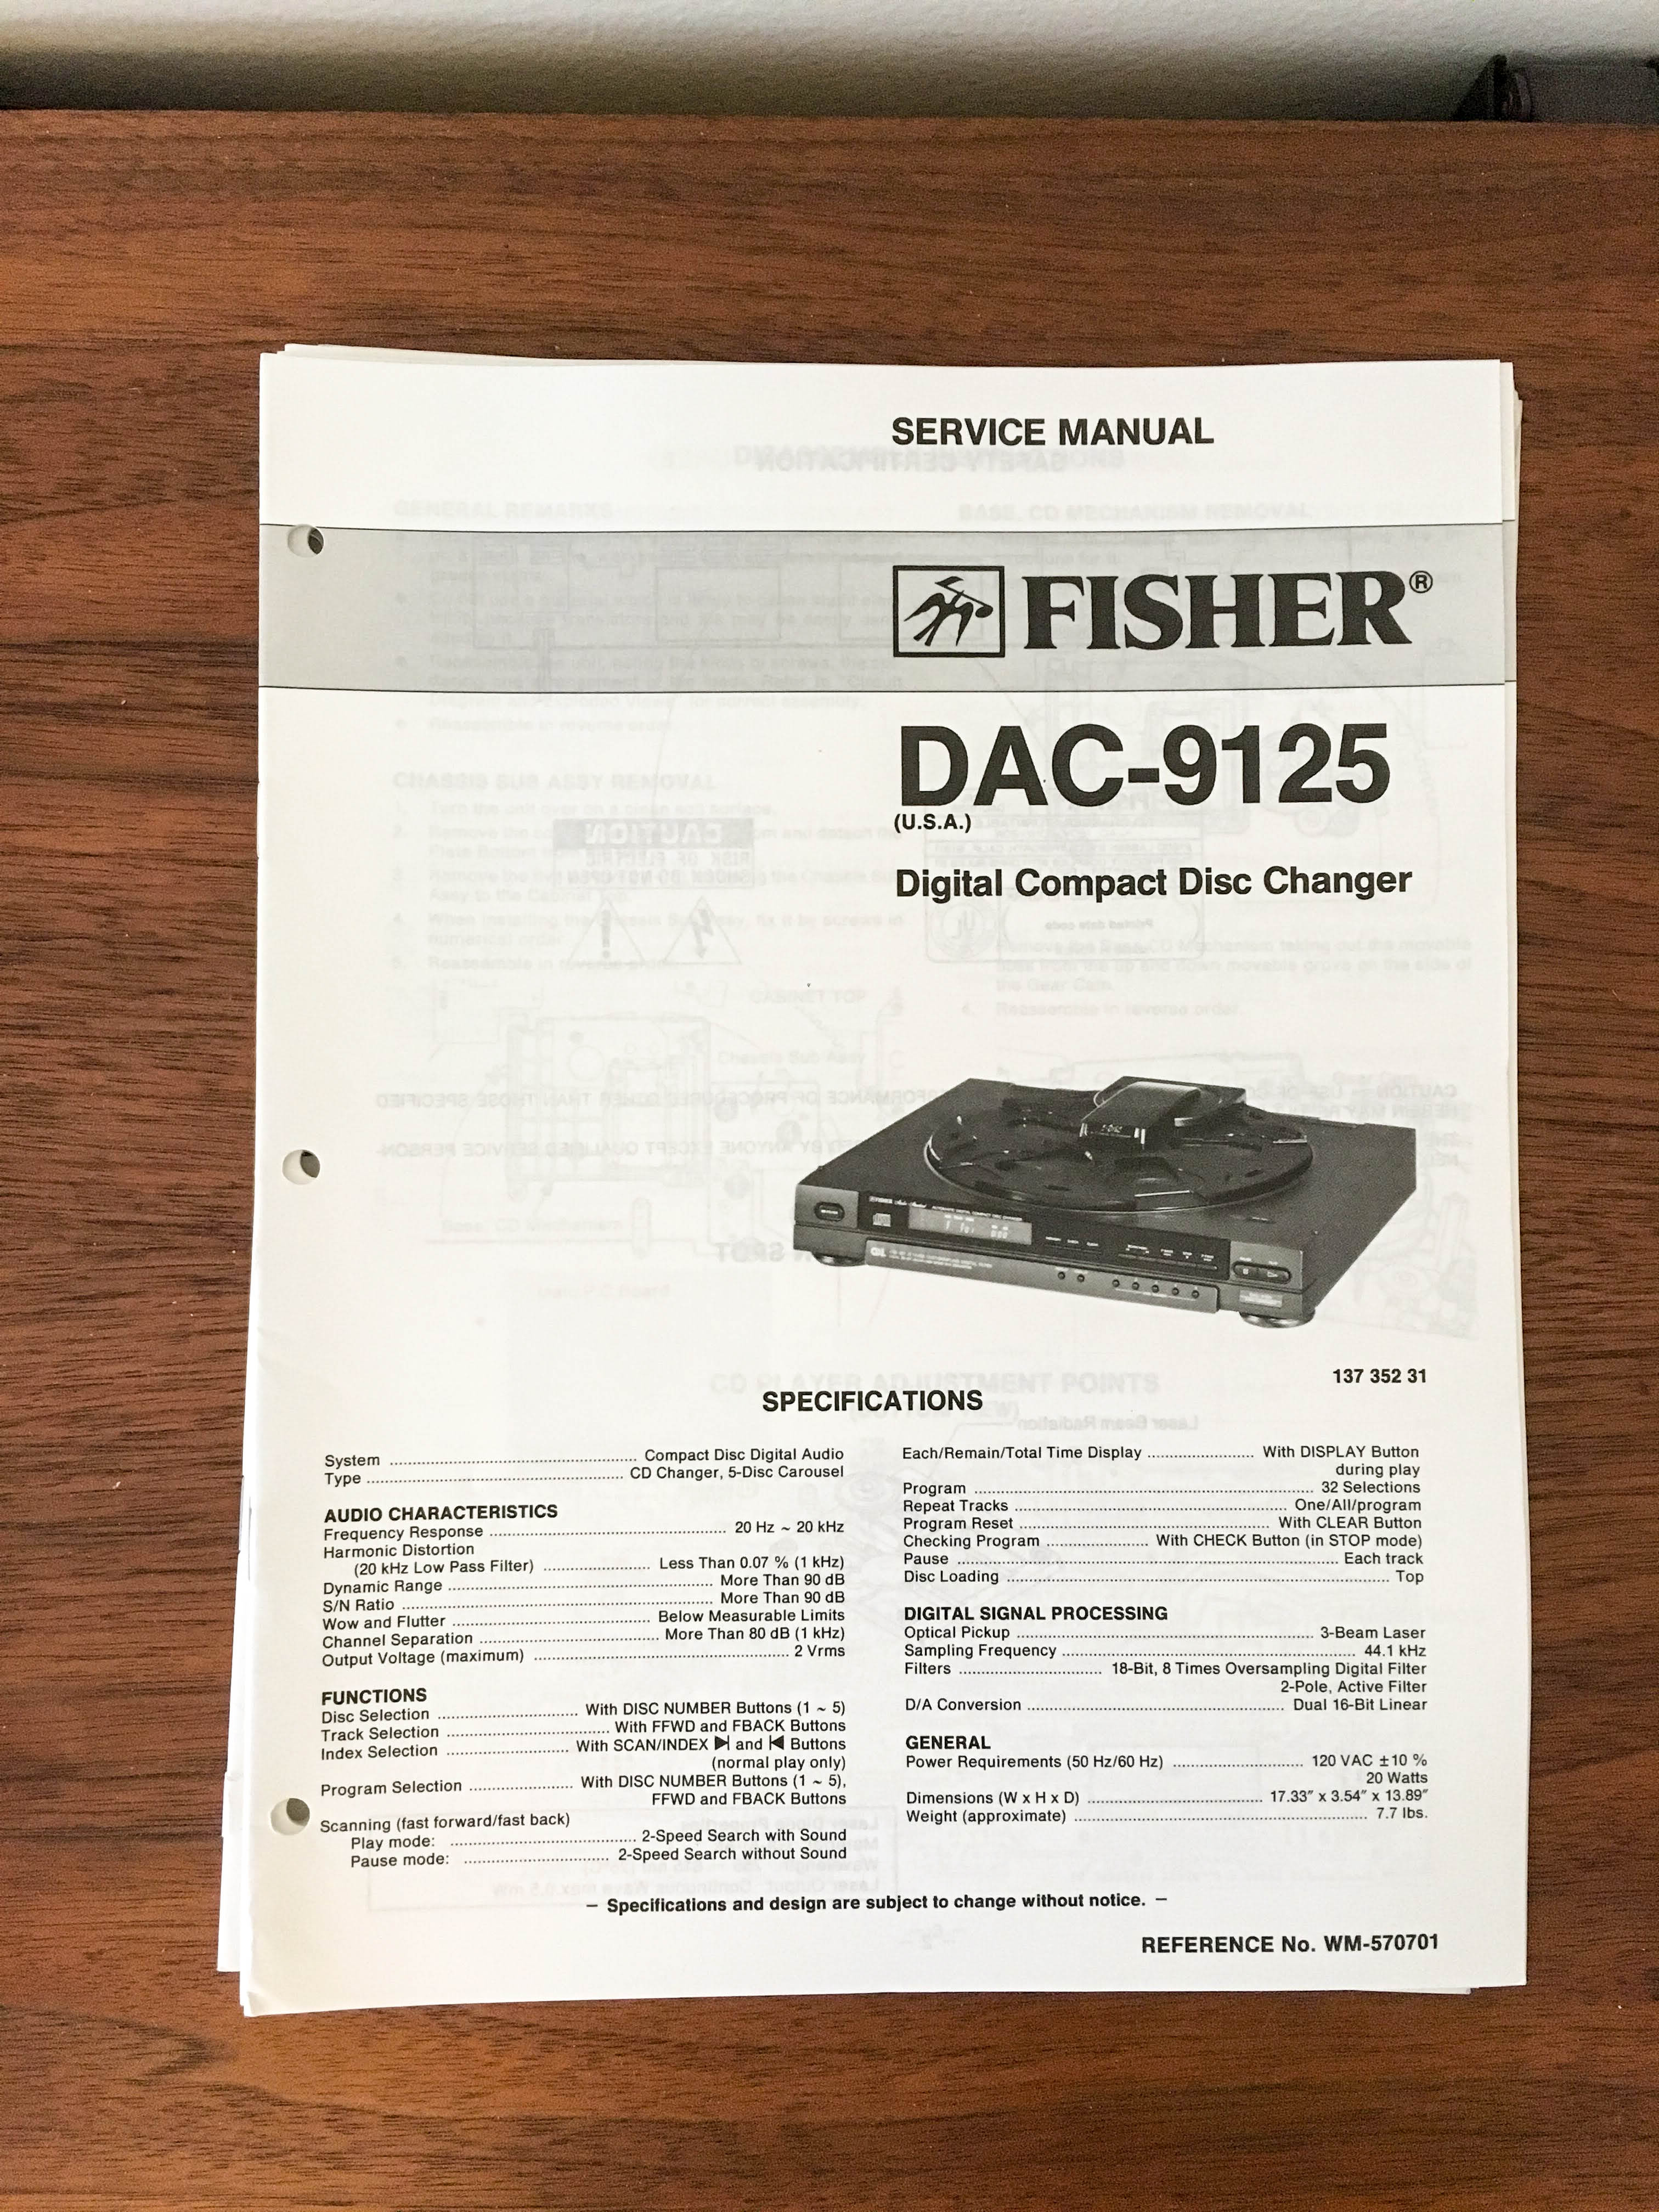 SERVICE MANUAL
FISHER®
DAC-9125
(U.S.A.)
Digital Compact Disc Changer
137 352 31
SPECIFICATIONS
System ........ Compact Disc Digital Audio
Type ........ CD Changer, 5-Disc Carousel
AUDIO CHARACTERISTICS
Frequency Response ........ 20 Hz ~ 20 kHz
Harmonic Distortion
(20 kHz Low Pass Filter) ........ Less Than 0.07 % (1 kHz)
Dynamic Range ........ More Than 90 dB
S/N Ratio ........ More Than 90 dB
Wow and Flutter ........ Below Measurable Limits
Channel Separation ........ More Than 80 dB (1 kHz)
Output Voltage (maximum) ........ 2 Vrms
FUNCTIONS
Disc Selection ........ With DISC NUMBER Buttons (1 ~ 5)
Track Selection ........ With FFWD and FBACK Buttons
Index Selection ........ With SCAN/INDEX ▶| and |◀ Buttons
(normal play only)
Program Selection ........ With DISC NUMBER Buttons (1 ~ 5),
FFWD and FBACK Buttons
Scanning (fast forward/fast back)
Play mode: ........ 2-Speed Search with Sound
Pause mode: ........ 2-Speed Search without Sound
Each/Remain/Total Time Display ........ With DISPLAY Button
during play
Program ........ 32 Selections
Repeat Tracks ........ One/All/program
Program Reset ........ With CLEAR Button
Checking Program ........ With CHECK Button (in STOP mode)
Pause ........ Each track
Disc Loading ........ Top
DIGITAL SIGNAL PROCESSING
Optical Pickup ........ 3-Beam Laser
Sampling Frequency ........ 44.1 kHz
Filters ........ 18-Bit, 8 Times Oversampling Digital Filter
2-Pole, Active Filter
D/A Conversion ........ Dual 16-Bit Linear
GENERAL
Power Requirements (50 Hz/60 Hz) ........ 120 VAC ±10 %
20 Watts
Dimensions (W x H x D) ........ 17.33″ x 3.54″ x 13.89″
Weight (approximate) ........ 7.7 lbs.
– Specifications and design are subject to change without notice. –
REFERENCE No. WM-570701